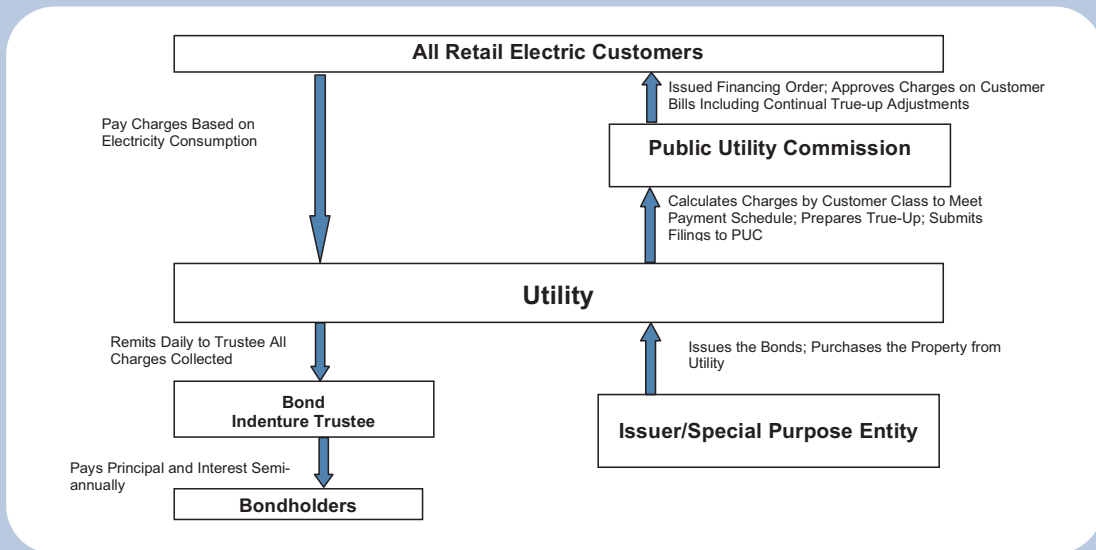 All Retail Electric Customers
Issued Financing Order; Approves Charges on Customer
Bills Including Continual True-up Adjustments
Pay Charges Based on
Electricity Consumption
Public Utility Commission
Calculates Charges by Customer Class to Meet
Payment Schedule; Prepares True-Up; Submits
Filings to PUC
Utility
Remits Daily to Trustee All
Charges Collected
Issues the Bonds; Purchases the Property from
Utility
Bond
Indenture Trustee
Issuer/Special Purpose Entity
Pays Principal and Interest Semi-
annually
Bondholders